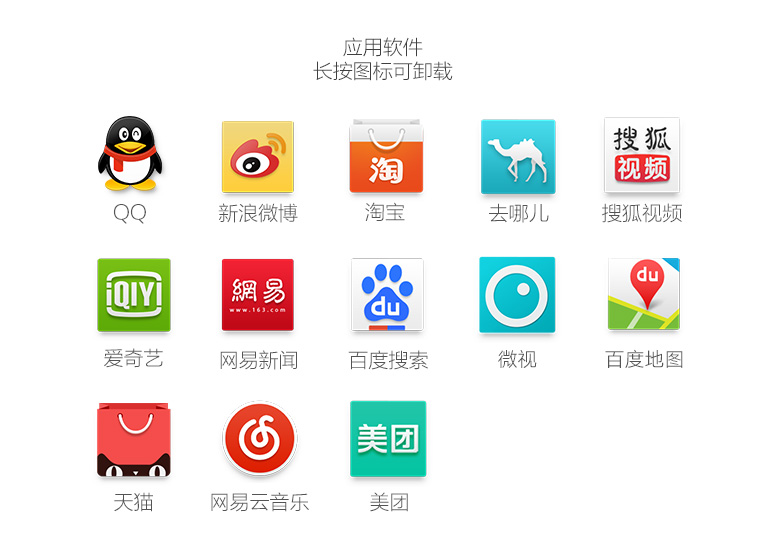 应用软件
长按图标可卸载
淘
搜狐
视频
QQ
新浪微博
淘宝
去哪儿
搜狐视频
iQIYI
網易
www.163.com
du
du
爱奇艺
网易新闻
百度搜索
微视
百度地图
美团
天猫
网易云音乐
美团